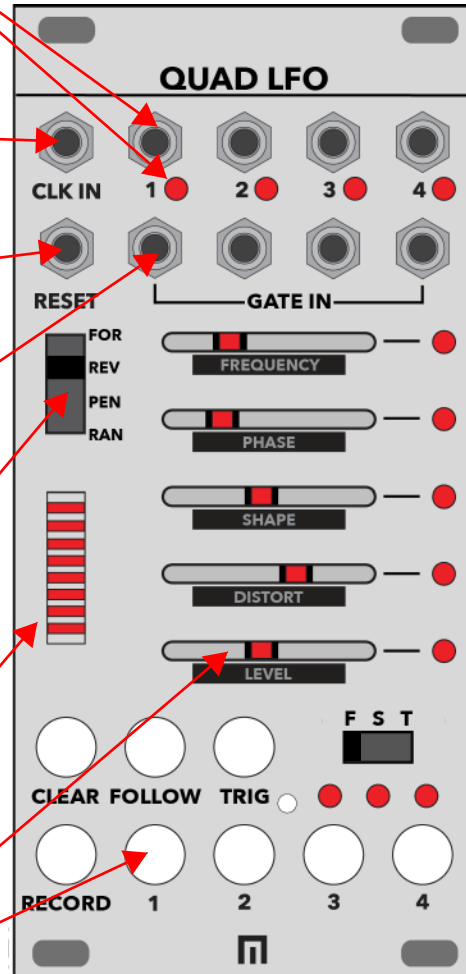 QUAD LFO
CLK IN 1 2 3 4
RESET GATE IN
FOR
REV
PEN
RAN
FREQUENCY
PHASE
SHAPE
DISTORT
LEVEL
F S T
CLEAR FOLLOW TRIG
RECORD 1 2 3 4